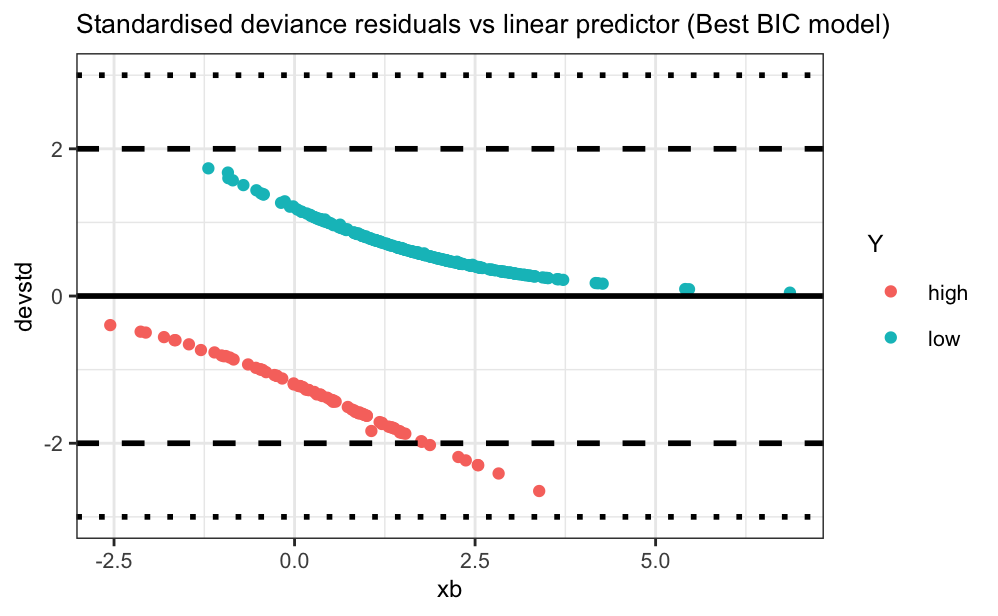 Standardised deviance residuals vs linear predictor (Best BIC model)
2
0
-2
devstd
-2.5 0.0 2.5 5.0
xb
Y
high
low